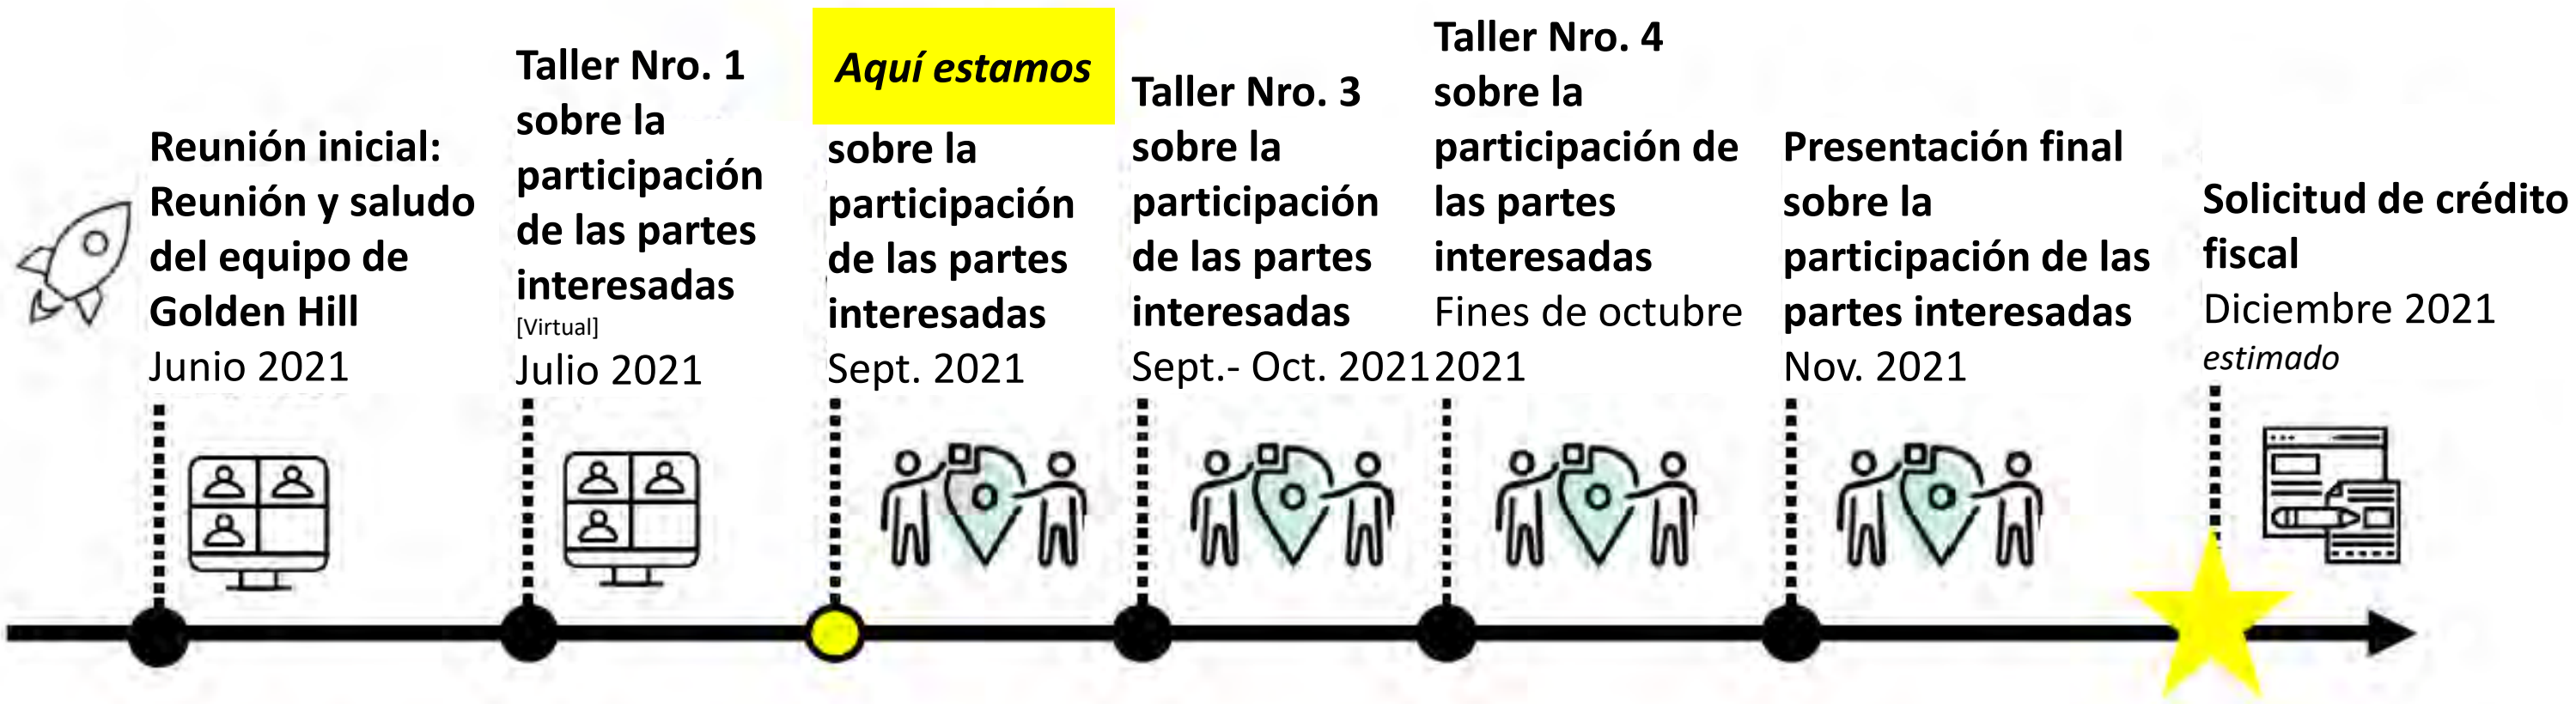 Reunión inicial:
Reunión y saludo
del equipo de
Golden Hill
Junio 2021
Taller Nro. 1
sobre la
participación
de las partes
interesadas
[Virtual]
Julio 2021
Aquí estamos
sobre la
participación
de las partes
interesadas
Sept. 2021
Taller Nro. 3
sobre la
participación
de las partes
interesadas
Sept.- Oct. 2021
Taller Nro. 4
sobre la
participación de
las partes
interesadas
Fines de octubre
2021
Presentación final
sobre la
participación de las
partes interesadas
Nov. 2021
Solicitud de crédito
fiscal
Diciembre 2021
estimado